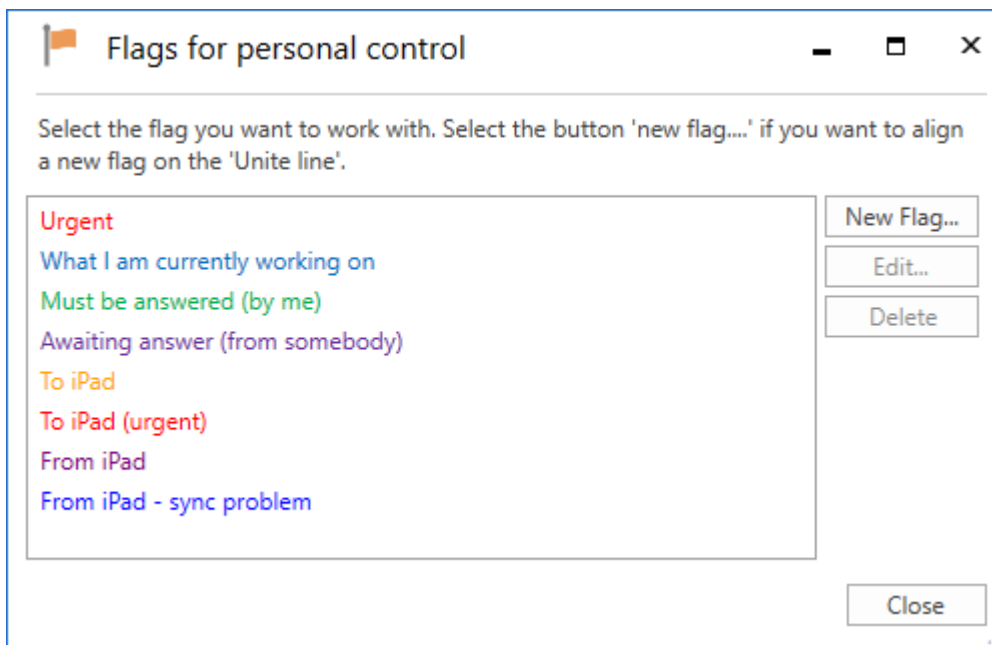 Flags for personal control
Select the flag you want to work with. Select the button 'new flag....' if you want to align
a new flag on the 'Unite line'.
Urgent
What I am currently working on
Must be answered (by me)
Awaiting answer (from somebody)
To iPad
To iPad (urgent)
From iPad
From iPad - sync problem
New Flag...
Edit...
Delete
Close